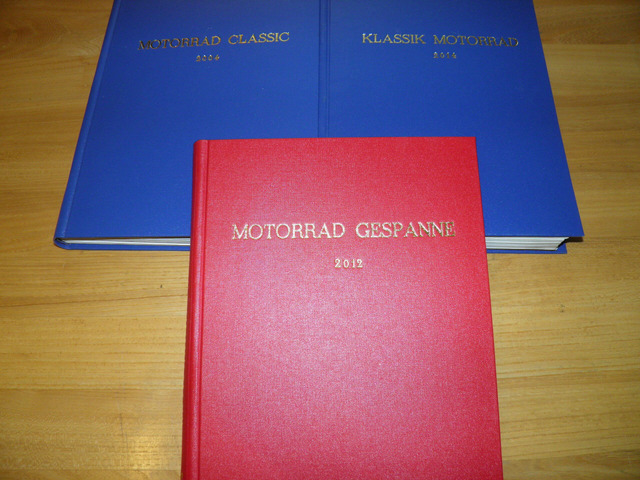 MOTORRAD CLASSIC
KLASSIK MOTORRAD
MOTORRAD GESPANNE
2012